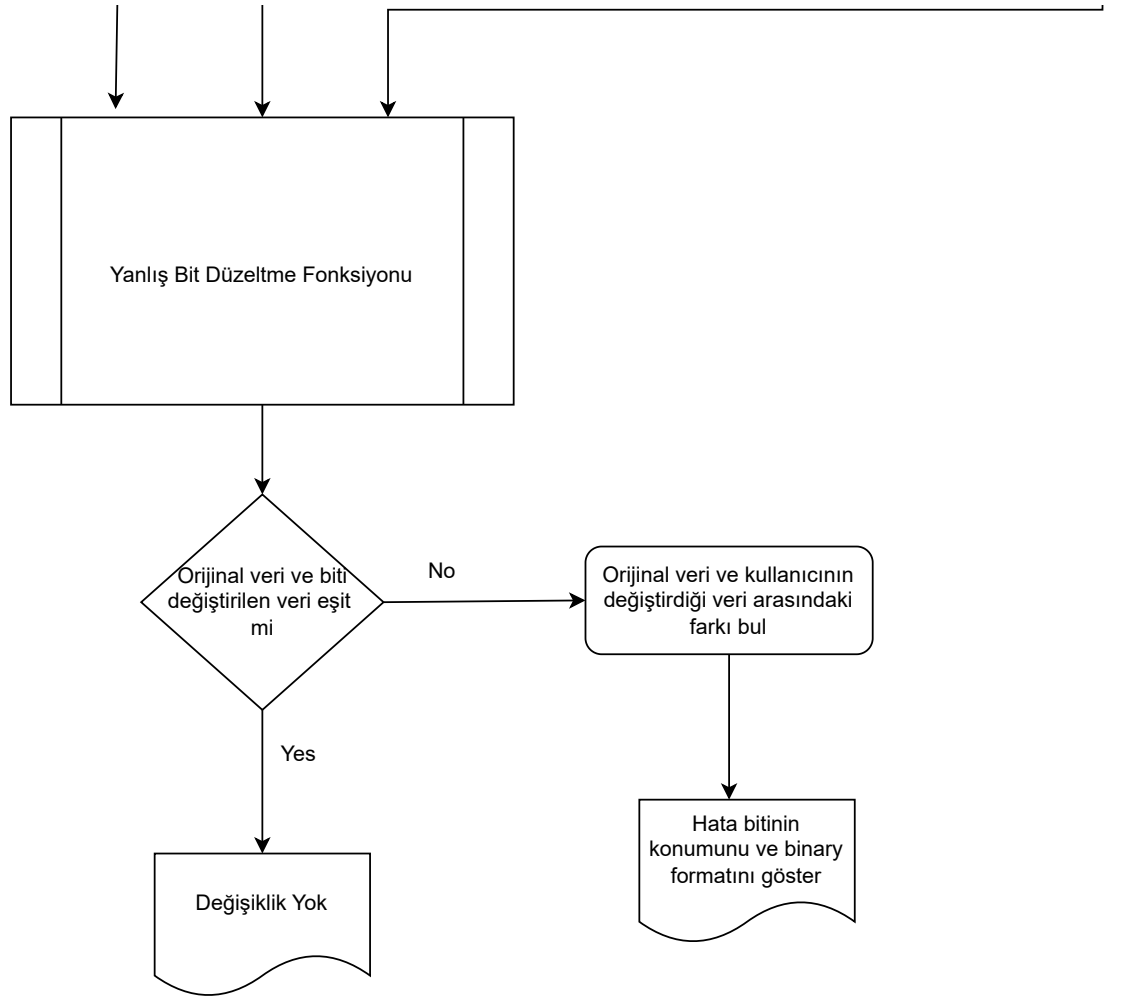 Yanlış Bit Düzeltme Fonksiyonu
Orijinal veri ve biti
değiştirilen veri eşit
mi
No
Orijinal veri ve kullanıcının
değiştirdiği veri arasındaki
farkı bul
Yes
Hata bitinin
konumunu ve binary
formatını göster
Değişiklik Yok